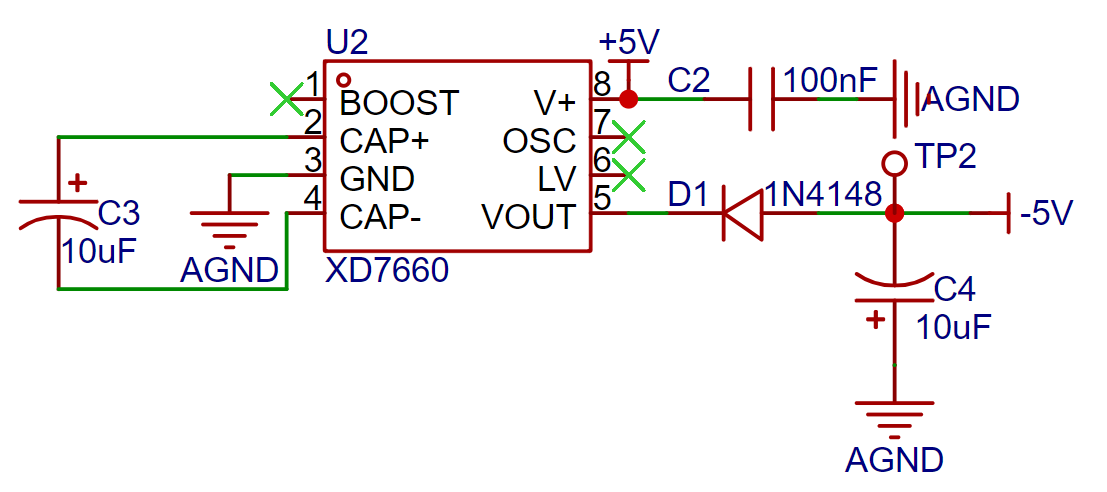 U2
+5V
1
BOOST
V+
8
C2
100nF
AGND
2
CAP+
OSC
7
TP2
3
GND
LV
6
4
CAP-
VOUT
5
D1
1N4148
-5V
+
C3
10uF
AGND
XD7660
C4
+
10uF
AGND